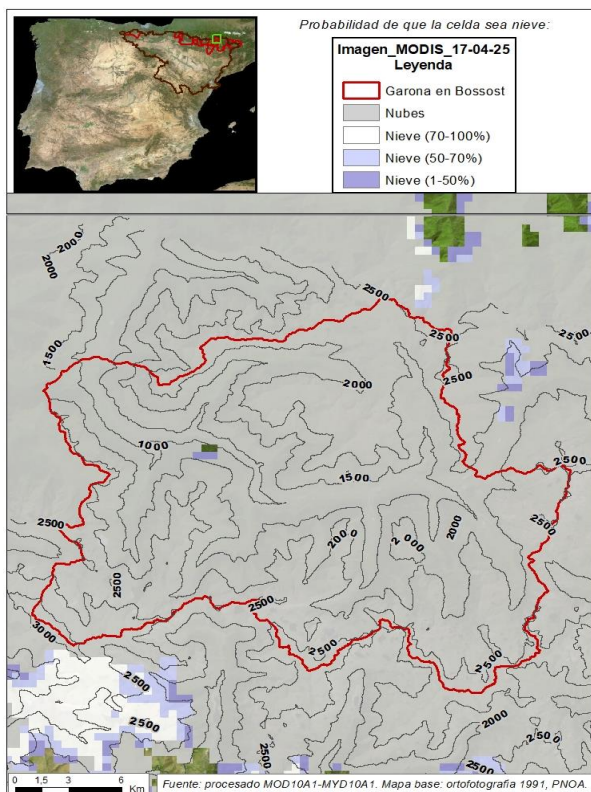 Probabilidad de que la celda sea nieve:
Imagen_MODIS_17-04-25
Leyenda
Garona en Bossost
Nubes
Nieve (70-100%)
Nieve (50-70%)
Nieve (1-50%)
2000
2000
2500
1500
2500
2500
2500
2000
1000
1500
2500
2500
2500
2000
2 000
2000
2500
2500
3000
2500
2500
2500
2500
2000
2500
2500
2500
0 1,5 3 6
Km
Fuente: procesado MOD10A1-MYD10A1. Mapa base: ortofotografia 1991, PNOA.